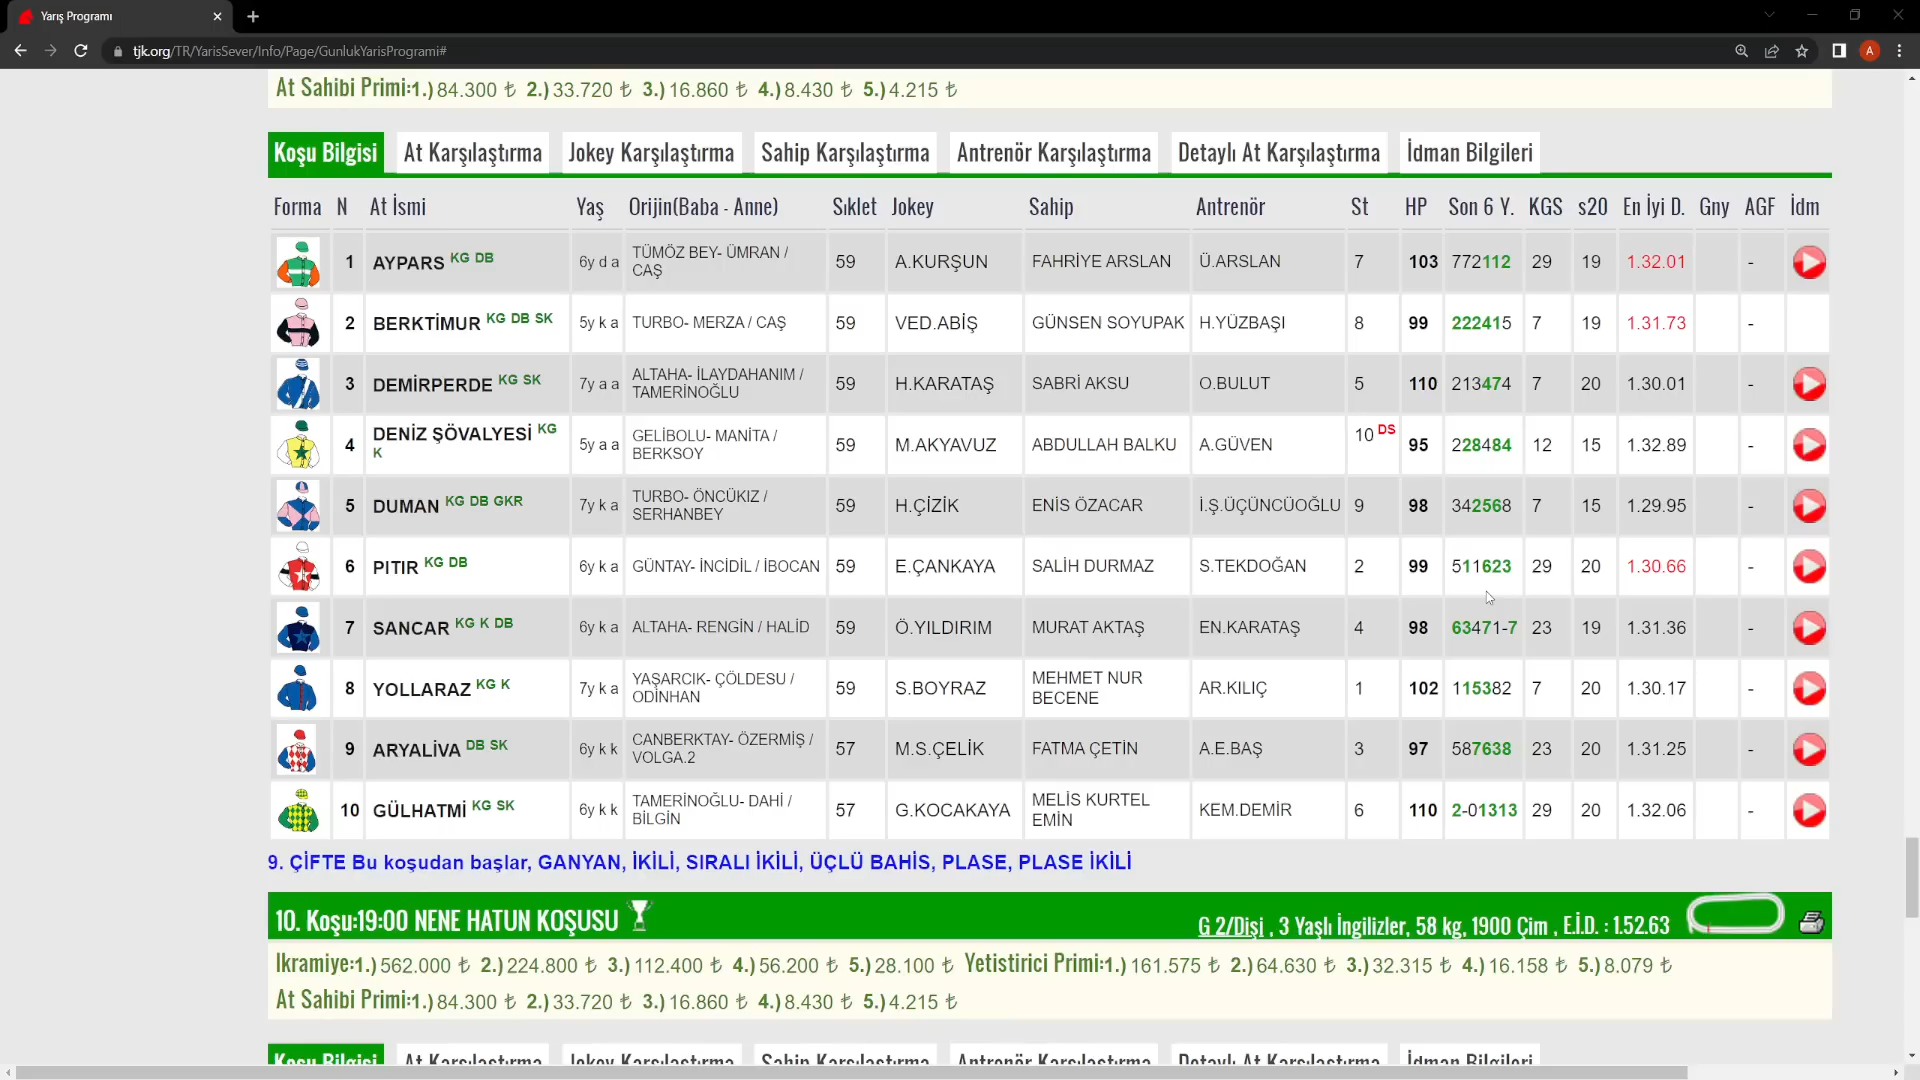 Yarış Programı
tjk.org/TR/YarisSever/Info/Page/GunlukYarisProgrami#
A
At Sahibi Primi:1.) 84.300 ₺ 2.) 33.720 ₺ 3.) 16.860 ₺ 4.) 8.430 ₺ 5.) 4.215 ₺
Koşu Bilgisi At Karşılaştırma Jokey Karşılaştırma Sahip Karşılaştırma Antrenör Karşılaştırma Detaylı At Karşılaştırma İdman Bilgileri
Forma N At İsmi Yaş Orijin(Baba - Anne) Sıklet Jokey Sahip Antrenör St HP Son 6 Y. KGS s20 En İyi D. Gny AGF İdm
1 AYPARS KG DB 6y d a TÜMÖZ BEY- ÜMRAN / CAŞ 59 A.KURŞUN FAHRİYE ARSLAN Ü.ARSLAN 7 103 772112 29 19 1.32.01 -
2 BERKTİMUR KG DB SK 5y k a TURBO- MERZA / CAŞ 59 VED.ABİŞ GÜNSEN SOYUPAK H.YÜZBAŞI 8 99 222415 7 19 1.31.73 -
3 DEMİRPERDE KG SK 7y a a ALTAHA- İLAYDAHANIM / TAMERİNOĞLU 59 H.KARATAŞ SABRİ AKSU O.BULUT 5 110 213474 7 20 1.30.01 -
4 DENİZ ŞÖVALYESİ KG K 5y a a GELİBOLU- MANİTA / BERKSOY 59 M.AKYAVUZ ABDULLAH BALKU A.GÜVEN 10 DS 95 228484 12 15 1.32.89 -
5 DUMAN KG DB GKR 7y k a TURBO- ÖNCÜKIZ / SERHANBEY 59 H.ÇİZİK ENİS ÖZACAR İ.Ş.ÜÇÜNCÜOĞLU 9 98 342568 7 15 1.29.95 -
6 PITIR KG DB 6y k a GÜNTAY- İNCİDİL / İBOCAN 59 E.ÇANKAYA SALİH DURMAZ S.TEKDOĞAN 2 99 511623 29 20 1.30.66 -
7 SANCAR KG K DB 6y k a ALTAHA- RENGİN / HALİD 59 Ö.YILDIRIM MURAT AKTAŞ EN.KARATAŞ 4 98 63471-7 23 19 1.31.36 -
8 YOLLARAZ KG K 7y k a YAŞARCIK- ÇÖLDESU / ODİNHAN 59 S.BOYRAZ MEHMET NUR BECENE AR.KILIÇ 1 102 115382 7 20 1.30.17 -
9 ARYALİVA DB SK 6y k k CANBERKTAY- ÖZERMİŞ / VOLGA.2 57 M.S.ÇELİK FATMA ÇETİN A.E.BAŞ 3 97 587638 23 20 1.31.25 -
10 GÜLHATMİ KG SK 6y k k TAMERİNOĞLU- DAHİ / BİLGİN 57 G.KOCAKAYA MELİS KURTEL EMİN KEM.DEMİR 6 110 2-01313 29 20 1.32.06 -
9. ÇİFTE Bu koşudan başlar, GANYAN, İKİLİ, SIRALI İKİLİ, ÜÇLÜ BAHİS, PLASE, PLASE İKİLİ
10. Koşu:19:00 NENE HATUN KOŞUSU G 2/Dişi , 3 Yaşlı İngilizler, 58 kg, 1900 Çim , E.İ.D. : 1.52.63
Ikramiye:1.) 562.000 ₺ 2.) 224.800 ₺ 3.) 112.400 ₺ 4.) 56.200 ₺ 5.) 28.100 ₺ Yetistirici Primi:1.) 161.575 ₺ 2.) 64.630 ₺ 3.) 32.315 ₺ 4.) 16.158 ₺ 5.) 8.079 ₺
At Sahibi Primi:1.) 84.300 ₺ 2.) 33.720 ₺ 3.) 16.860 ₺ 4.) 8.430 ₺ 5.) 4.215 ₺
Koşu Bilgisi At Karşılaştırma Jokey Karşılaştırma Sahip Karşılaştırma Antrenör Karşılaştırma Detaylı At Karşılaştırma İdman Bilgileri